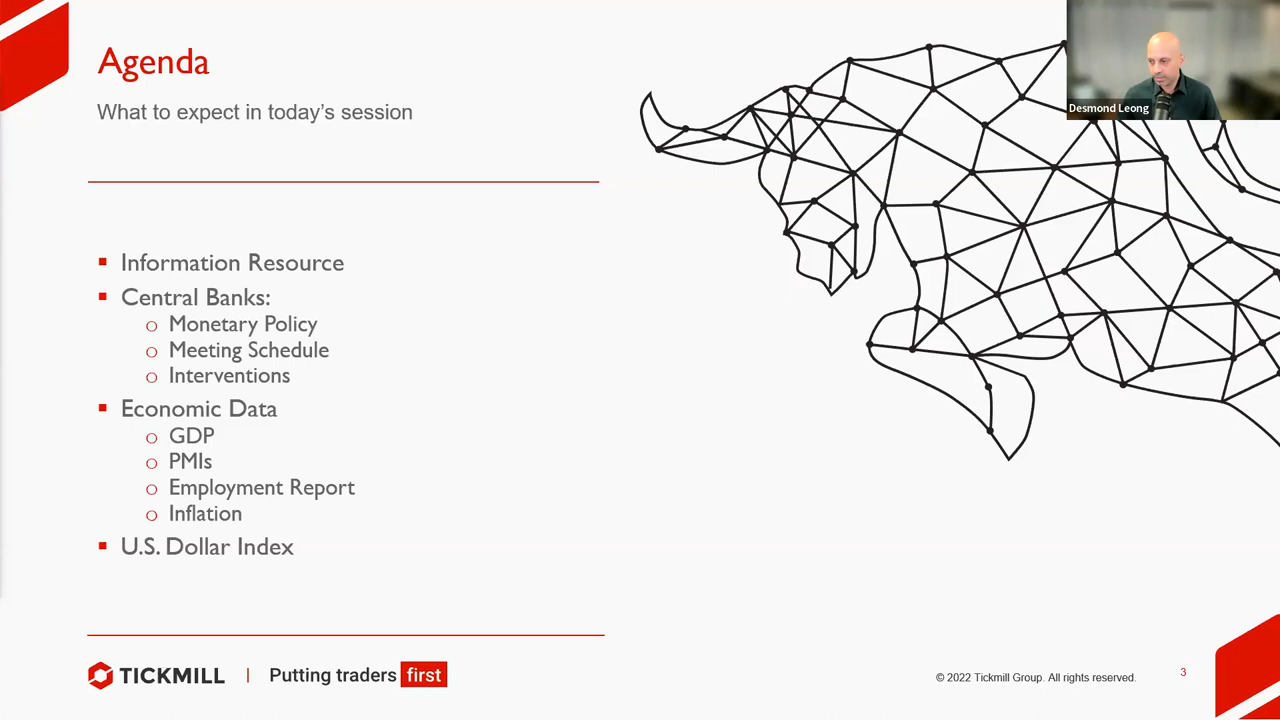 Agenda
What to expect in today's session
Desmond Leong
Information Resource
Central Banks:
Monetary Policy
Meeting Schedule
Interventions
Economic Data
GDP
PMIs
Employment Report
Inflation
U.S. Dollar Index
TICKMILL | Putting traders first
© 2022 Tickmill Group. All rights reserved.
3